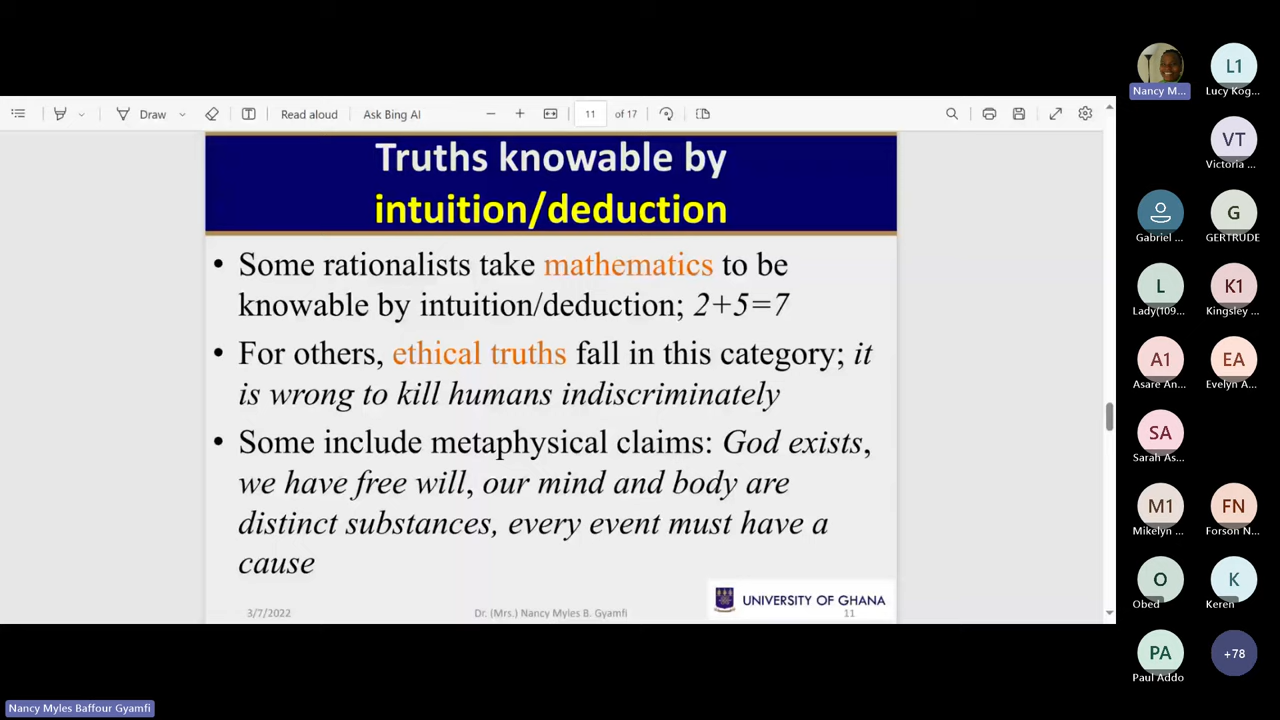 Draw
Read aloud
Ask Bing AI
11
of 17
Truths knowable by
intuition/deduction
• Some rationalists take mathematics to be
knowable by intuition/deduction; 2+5=7
• For others, ethical truths fall in this category; it
is wrong to kill humans indiscriminately
• Some include metaphysical claims: God exists,
we have free will, our mind and body are
distinct substances, every event must have a
cause
3/7/2022
Dr. (Mrs.) Nancy Myles B. Gyamfi
UNIVERSITY OF GHANA
11
Nancy M...
L1
Lucy Kog...
VT
Victoria ...
Gabriel ...
G
GERTRUDE
L
Lady(109...
K1
Kingsley ...
A1
Asare An...
EA
Evelyn A...
SA
Sarah As...
M1
Mikelyn ...
FN
Forson N...
O
Obed
K
Keren
PA
Paul Addo
+78
Nancy Myles Baffour Gyamfi